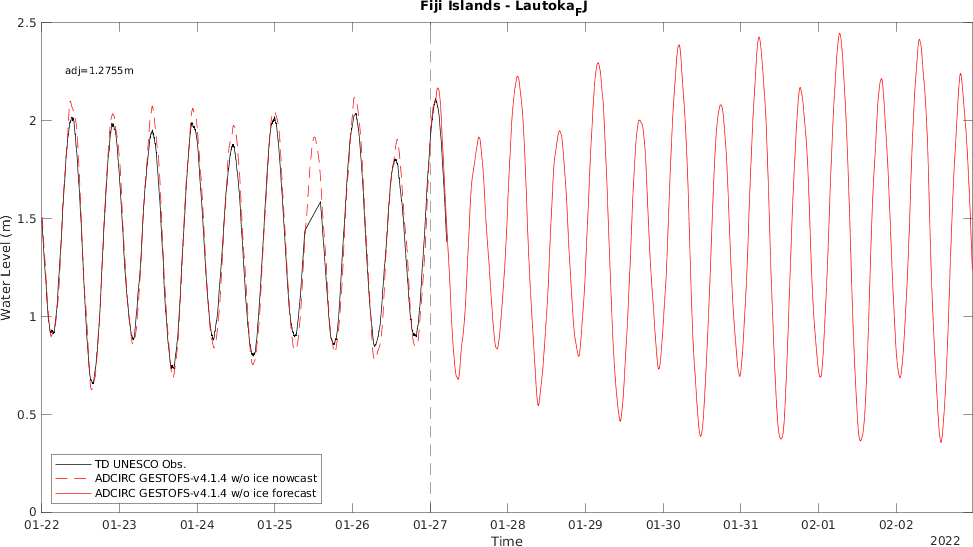 Fiji Islands - Lautoka_FJ
adj=1.2755m
2.5
2
1.5
1
0.5
0
Water Level (m)
TD UNESCO Obs.
ADCIRC GESTOFS-v4.1.4 w/o ice nowcast
ADCIRC GESTOFS-v4.1.4 w/o ice forecast
01-22 01-23 01-24 01-25 01-26 01-27 01-28 01-29 01-30 01-31 02-01 02-02
Time
2022